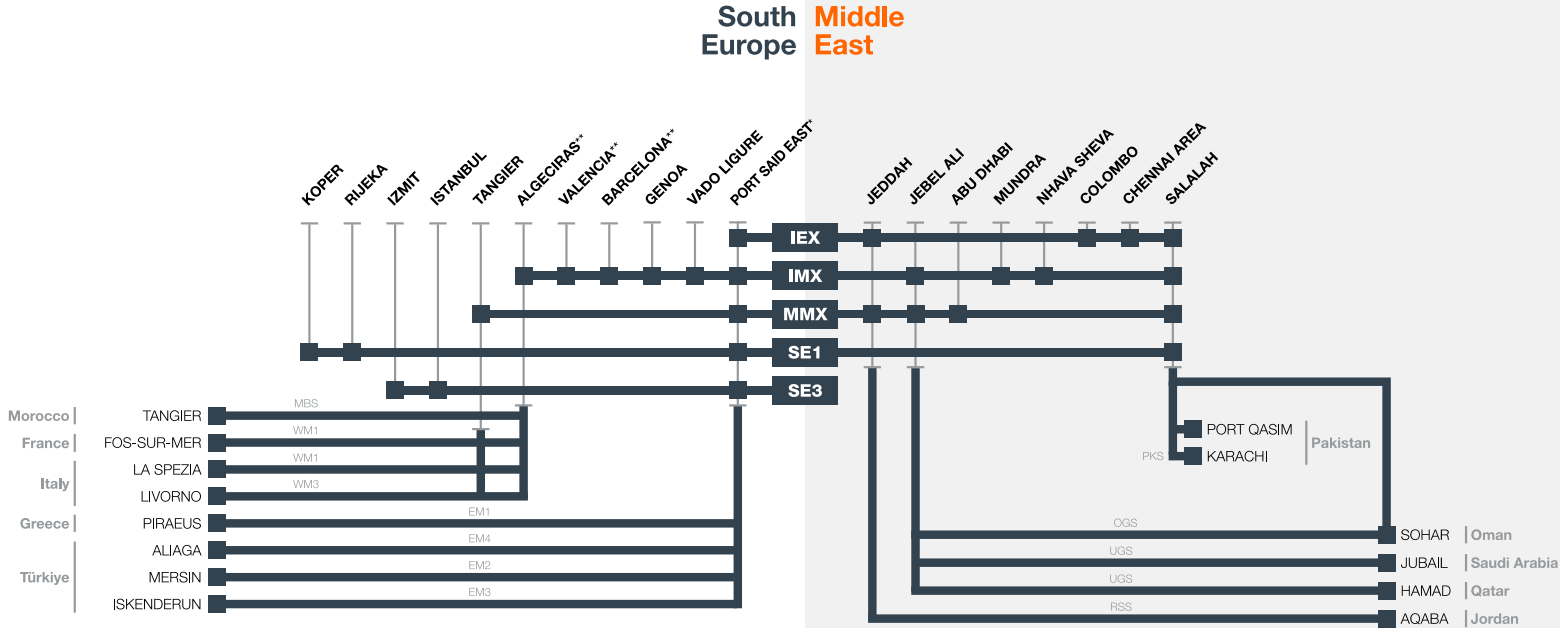 South
Europe
Middle
East
KOPER
RIJEKA
IZMIT
ISTANBUL
TANGIER
ALGECIRAS**
VALENCIA**
BARCELONA**
GENOA
VADO LIGURE
PORT SAID EAST*
JEDDAH
JEBEL ALI
ABU DHABI
MUNDRA
NHAVA SHEVA
COLOMBO
CHENNAI AREA
SALALAH
IEX
IMX
MMX
SE1
SE3
Morocco TANGIER MBS
France FOS-SUR-MER WM1
Italy
LA SPEZIA WM1
LIVORNO WM3
Greece PIRAEUS EM1
Türkiye
ALIAGA EM4
MERSIN EM2
ISKENDERUN EM3
PORT QASIM
Pakistan
PKS KARACHI
OGS SOHAR Oman
UGS JUBAIL Saudi Arabia
UGS HAMAD Qatar
RSS AQABA Jordan